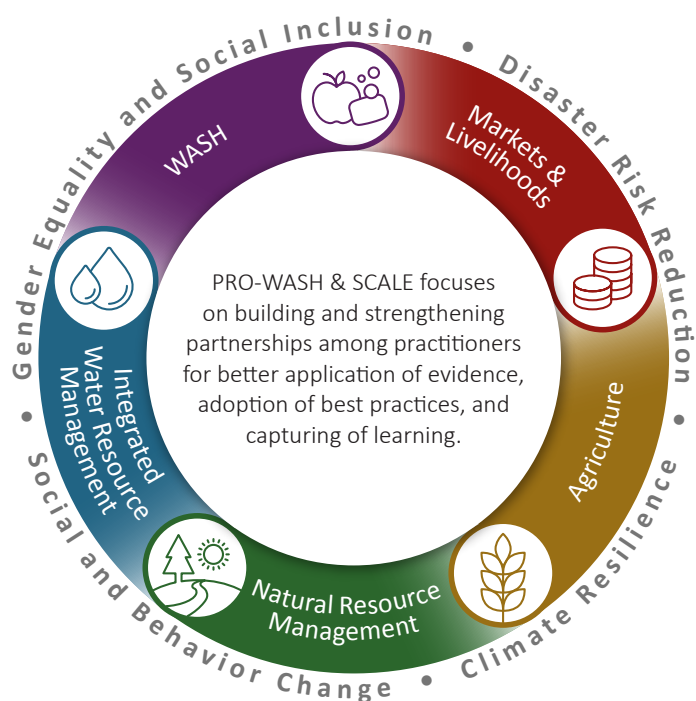 Gender Equality and Social Inclusion • Disaster Risk Reduction • Climate Resilience • Social and Behavior Change •
WASH
Markets &
Livelihoods
Agriculture
Natural Resource
Management
Integrated
Water Resource
Management
PRO-WASH & SCALE focuses
on building and strengthening
partnerships among practitioners
for better application of evidence,
adoption of best practices, and
capturing of learning.